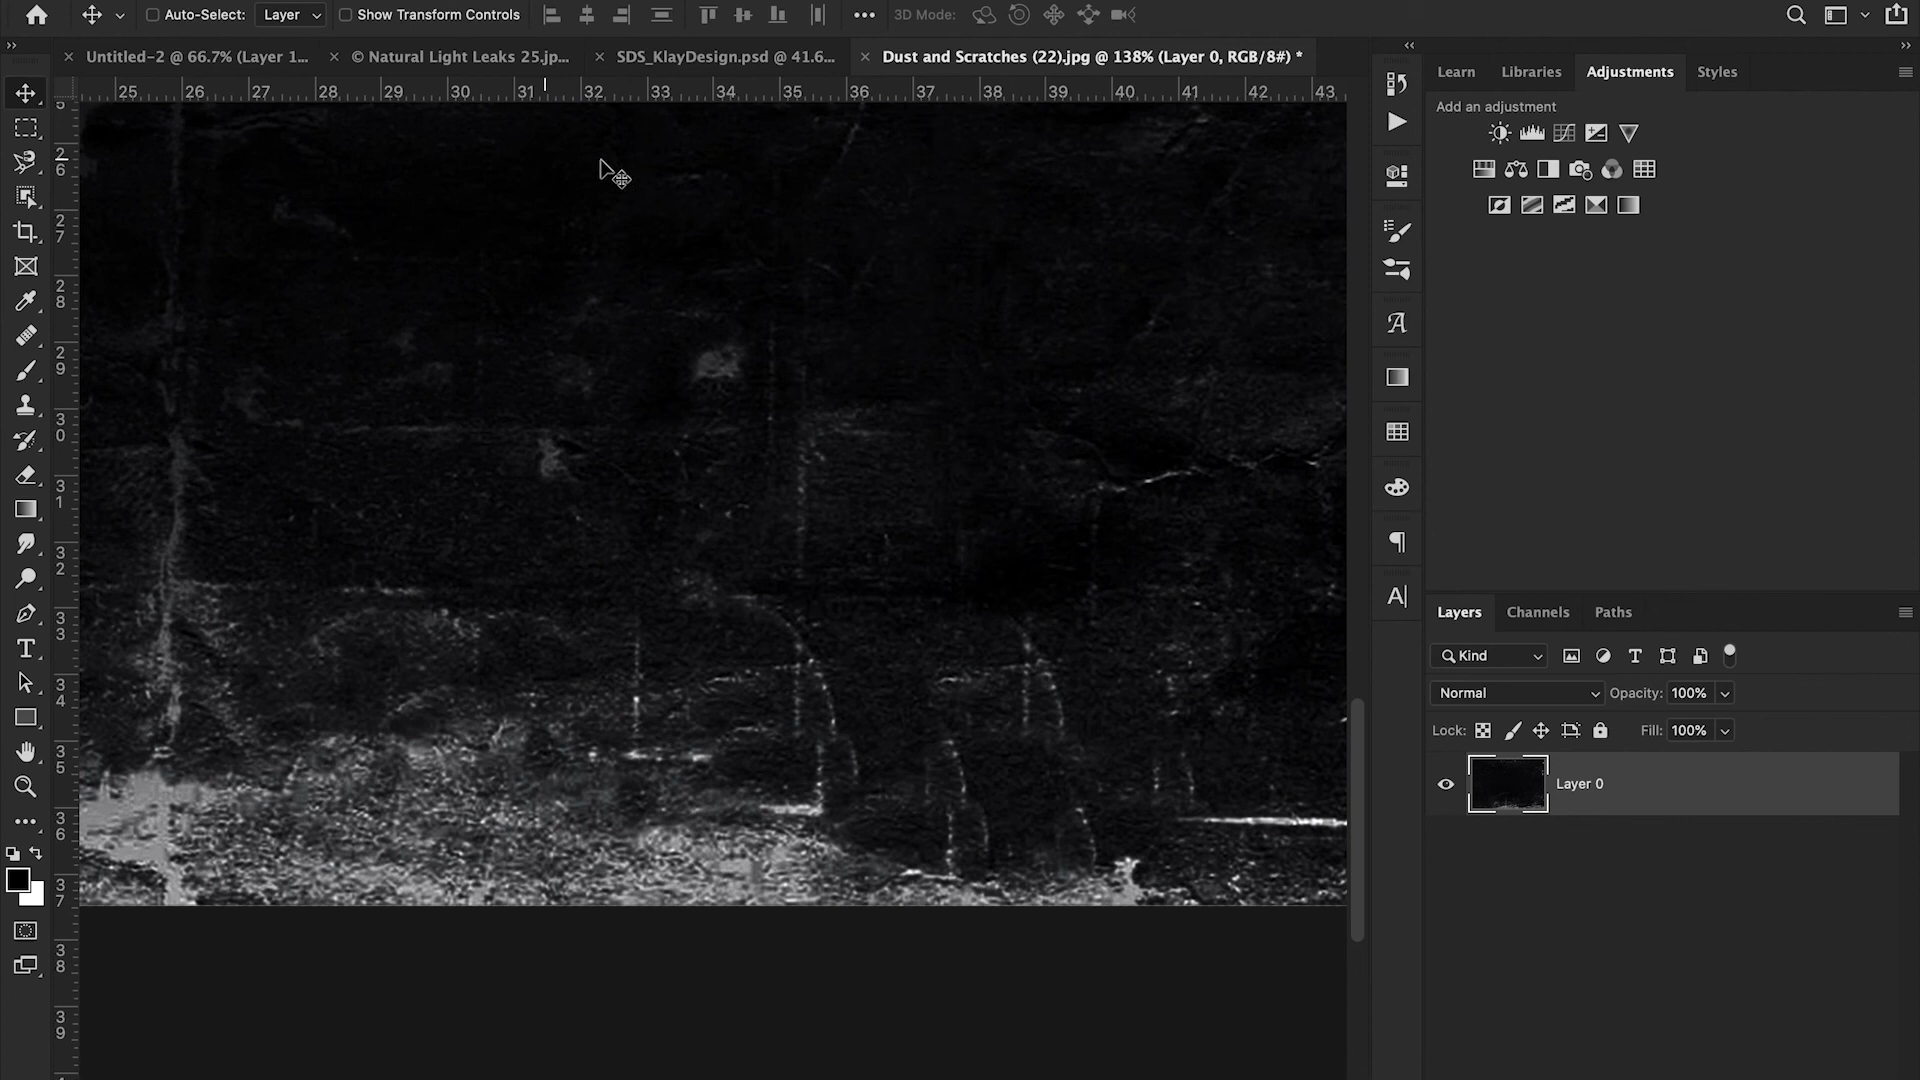 Auto-Select: Layer Show Transform Controls 3D Mode:
Untitled-2 @ 66.7% (Layer 1... © Natural Light Leaks 25.jp... SDS_KlayDesign.psd @ 41.6... Dust and Scratches (22).jpg @ 138% (Layer 0, RGB/8#) *
25 26 27 28 29 30 31 32 33 34 35 36 37 38 39 40 41 42 43
5
26
27
28
29
30
31
32
33
34
35
36
37
38
39
Learn Libraries Adjustments Styles
Add an adjustment
Layers Channels Paths
Kind
Normal Opacity: 100%
Lock: Fill: 100%
Layer 0